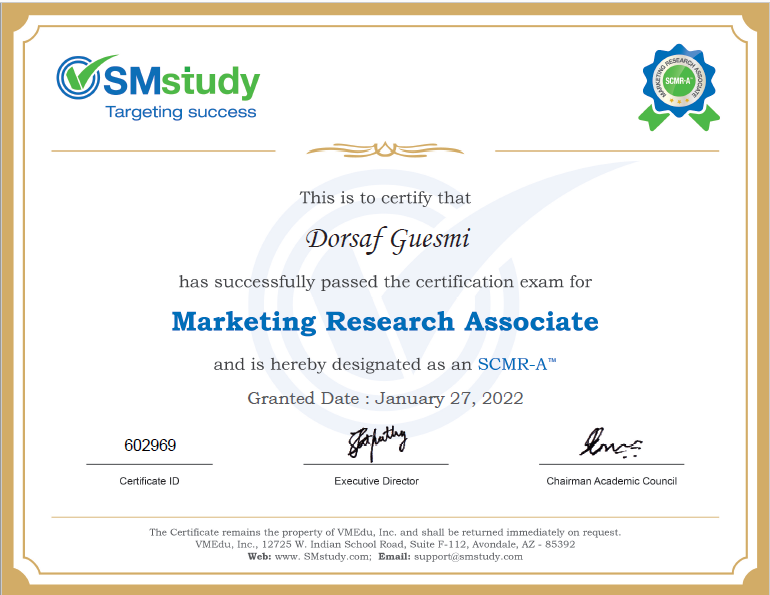 SMstudy
Targeting success
MARKETING RESEARCH ASSOCIATE
SCMR-A™
This is to certify that
Dorsaf Guesmi
has successfully passed the certification exam for
Marketing Research Associate
and is hereby designated as an SCMR-A™
Granted Date : January 27, 2022
602969
Certificate ID
Executive Director
Chairman Academic Council
The Certificate remains the property of VMEdu, Inc. and shall be returned immediately on request.
VMEdu, Inc., 12725 W. Indian School Road, Suite F-112, Avondale, AZ - 85392
Web: www. SMstudy.com; Email: support@smstudy.com